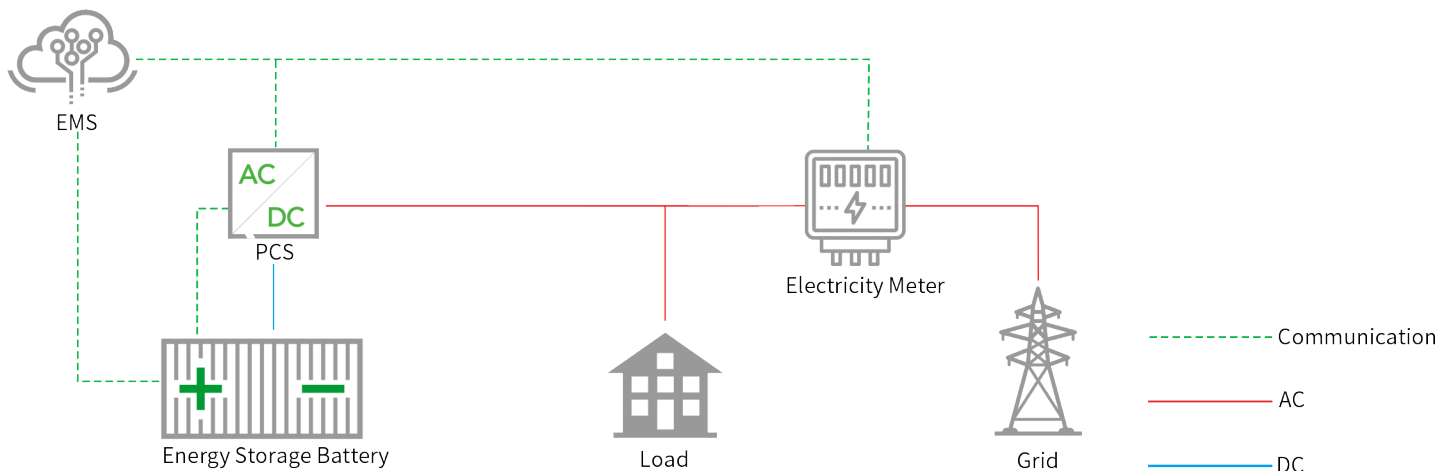 EMS
AC
DC
PCS
Electricity Meter
Communication
AC
Energy Storage Battery
Load
Grid
DC